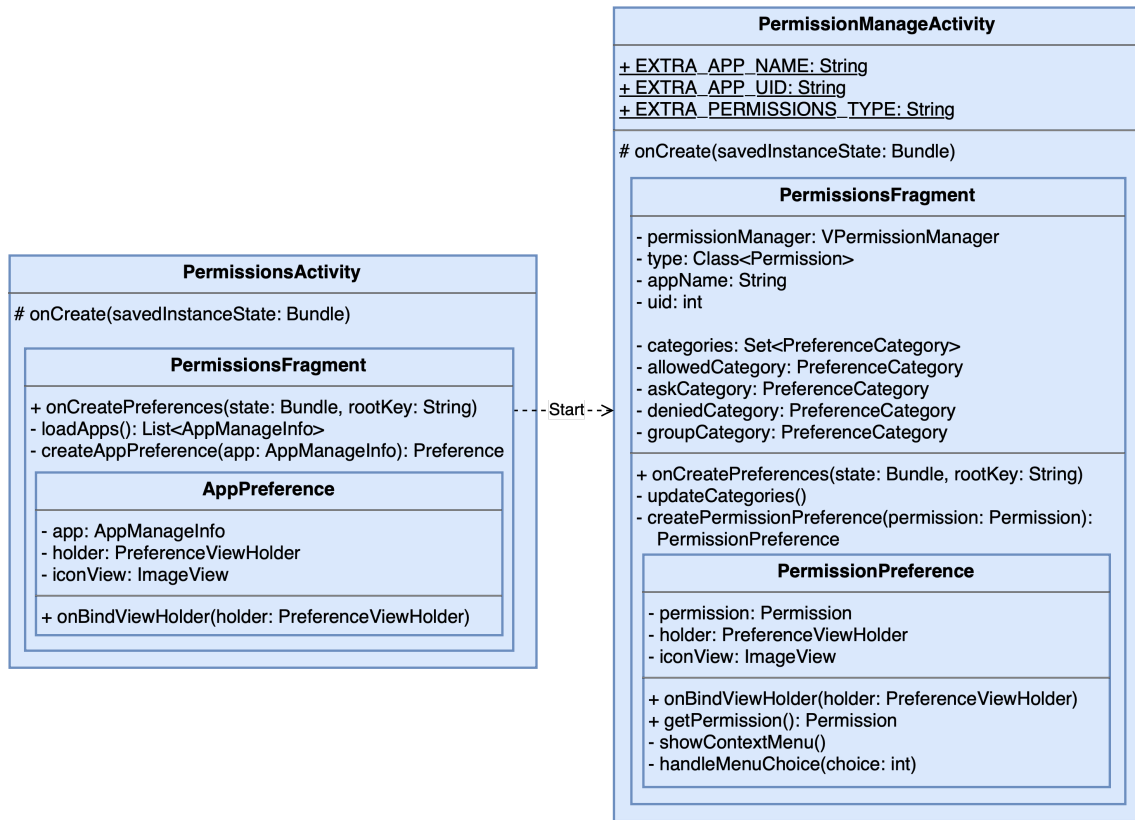 PermissionsActivity
# onCreate(savedInstanceState: Bundle)
PermissionsFragment
+ onCreatePreferences(state: Bundle, rootKey: String)
- loadApps(): List<AppManageInfo>
- createAppPreference(app: AppManageInfo): Preference
AppPreference
- app: AppManageInfo
- holder: PreferenceViewHolder
- iconView: ImageView
+ onBindViewHolder(holder: PreferenceViewHolder)
Start
PermissionManageActivity
+ EXTRA_APP_NAME: String
+ EXTRA_APP_UID: String
+ EXTRA_PERMISSIONS_TYPE: String
# onCreate(savedInstanceState: Bundle)
PermissionsFragment
- permissionManager: VPermissionManager
- type: Class<Permission>
- appName: String
- uid: int
- categories: Set<PreferenceCategory>
- allowedCategory: PreferenceCategory
- askCategory: PreferenceCategory
- deniedCategory: PreferenceCategory
- groupCategory: PreferenceCategory
+ onCreatePreferences(state: Bundle, rootKey: String)
- updateCategories()
- createPermissionPreference(permission: Permission):
PermissionPreference
PermissionPreference
- permission: Permission
- holder: PreferenceViewHolder
- iconView: ImageView
+ onBindViewHolder(holder: PreferenceViewHolder)
+ getPermission(): Permission
- showContextMenu()
- handleMenuChoice(choice: int)